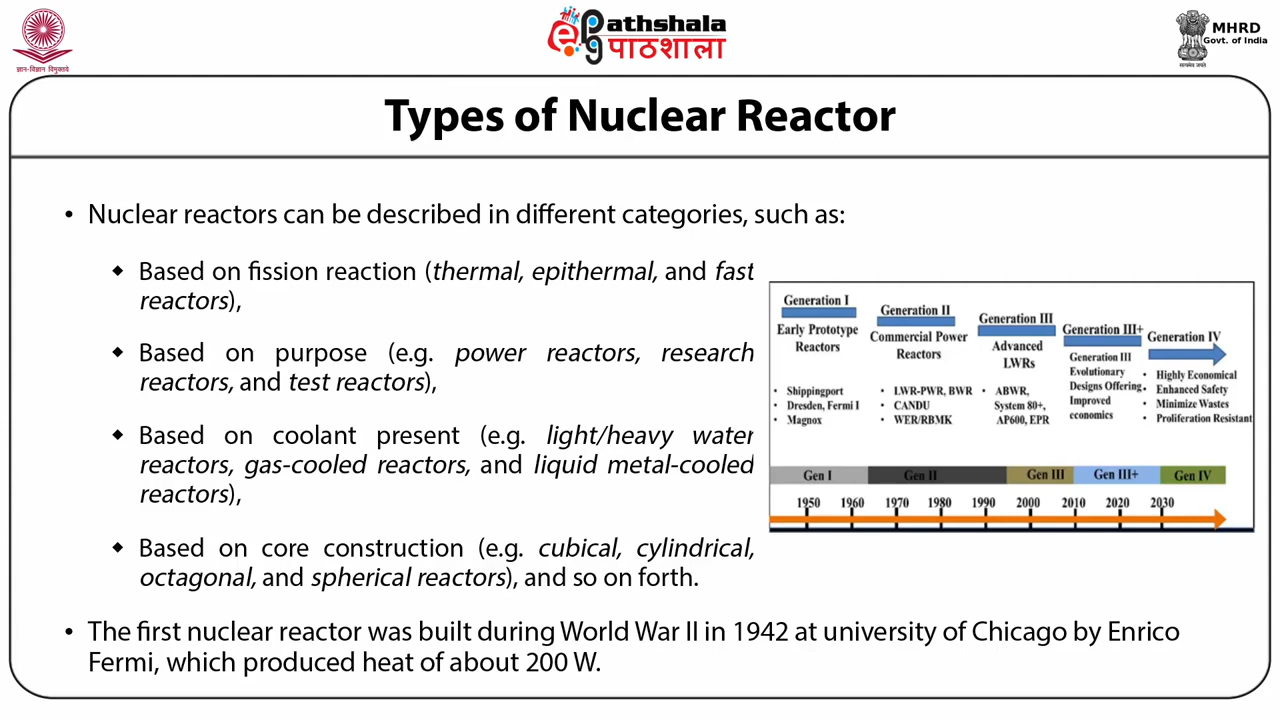 ज्ञान-विज्ञान विमुक्तये
epg
Pathshala
पाठशाला
सत्यमेव जयते
MHRD
Govt. of India
Types of Nuclear Reactor
• Nuclear reactors can be described in different categories, such as:
◆ Based on fission reaction (thermal, epithermal, and fast
reactors),
◆ Based on purpose (e.g. power reactors, research
reactors, and test reactors),
◆ Based on coolant present (e.g. light/heavy water
reactors, gas-cooled reactors, and liquid metal-cooled
reactors),
◆ Based on core construction (e.g. cubical, cylindrical,
octagonal, and spherical reactors), and so on forth.
• The first nuclear reactor was built during World War II in 1942 at university of Chicago by Enrico
Fermi, which produced heat of about 200 W.
Generation I
Early Prototype
Reactors
• Shippingport
• Dresden, Fermi I
• Magnox
Generation II
Commercial Power
Reactors
• LWR-PWR, BWR
• CANDU
• WER/RBMK
Generation III
Advanced
LWRs
• ABWR,
System 80+,
AP600, EPR
Generation III+
Generation III
Evolutionary
Designs Offering
Improved
economics
Generation IV
• Highly Economical
• Enhanced Safety
• Minimize Wastes
• Proliferation Resistant
Gen I Gen II Gen III Gen III+ Gen IV
1950 1960 1970 1980 1990 2000 2010 2020 2030